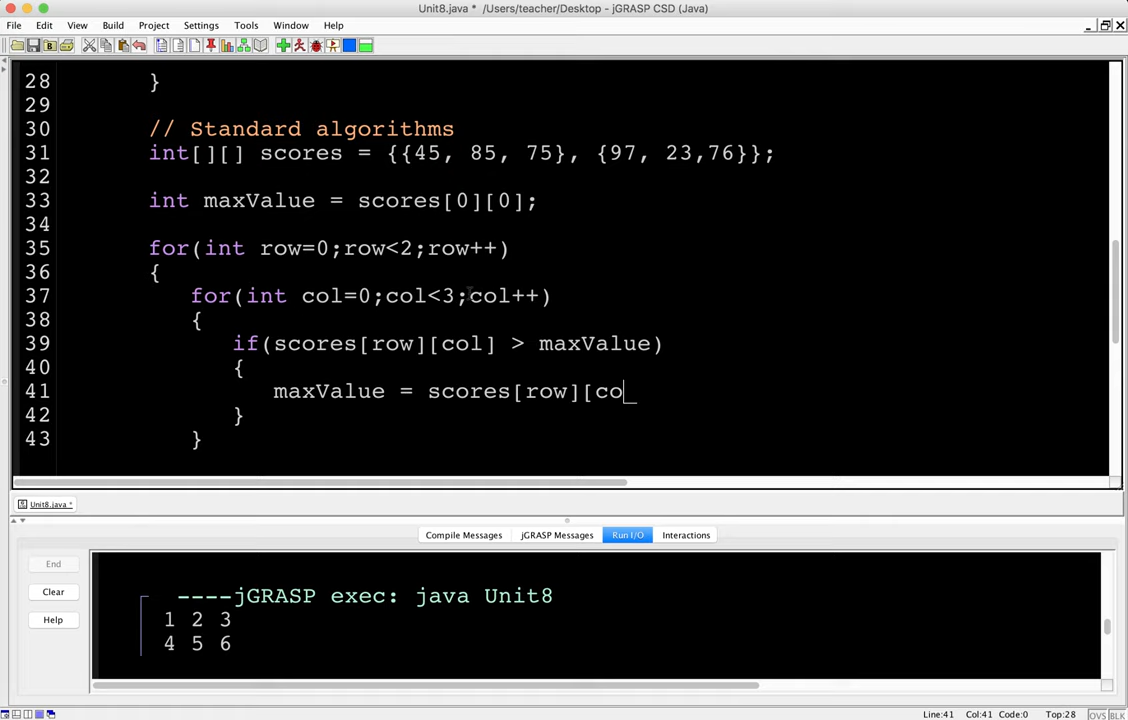 Unit8.java * /Users/teacher/Desktop - jGRASP CSD (Java)
File Edit View Build Project Settings Tools Window Help
28 }
29
30 // Standard algorithms
31 int[][] scores = {{45, 85, 75}, {97, 23,76}};
32
33 int maxValue = scores[0][0];
34
35 for(int row=0;row<2;row++)
36 {
37 for(int col=0;col<3;col++)
38 {
39 if(scores[row][col] > maxValue)
40 {
41 maxValue = scores[row][co
42 }
43 }
Unit8.java *
Compile Messages jGRASP Messages Run I/O Interactions
End
Clear
Help
----jGRASP exec: java Unit8
1 2 3
4 5 6
Line:41 Col:41 Code:0 Top:28 OVS BLK